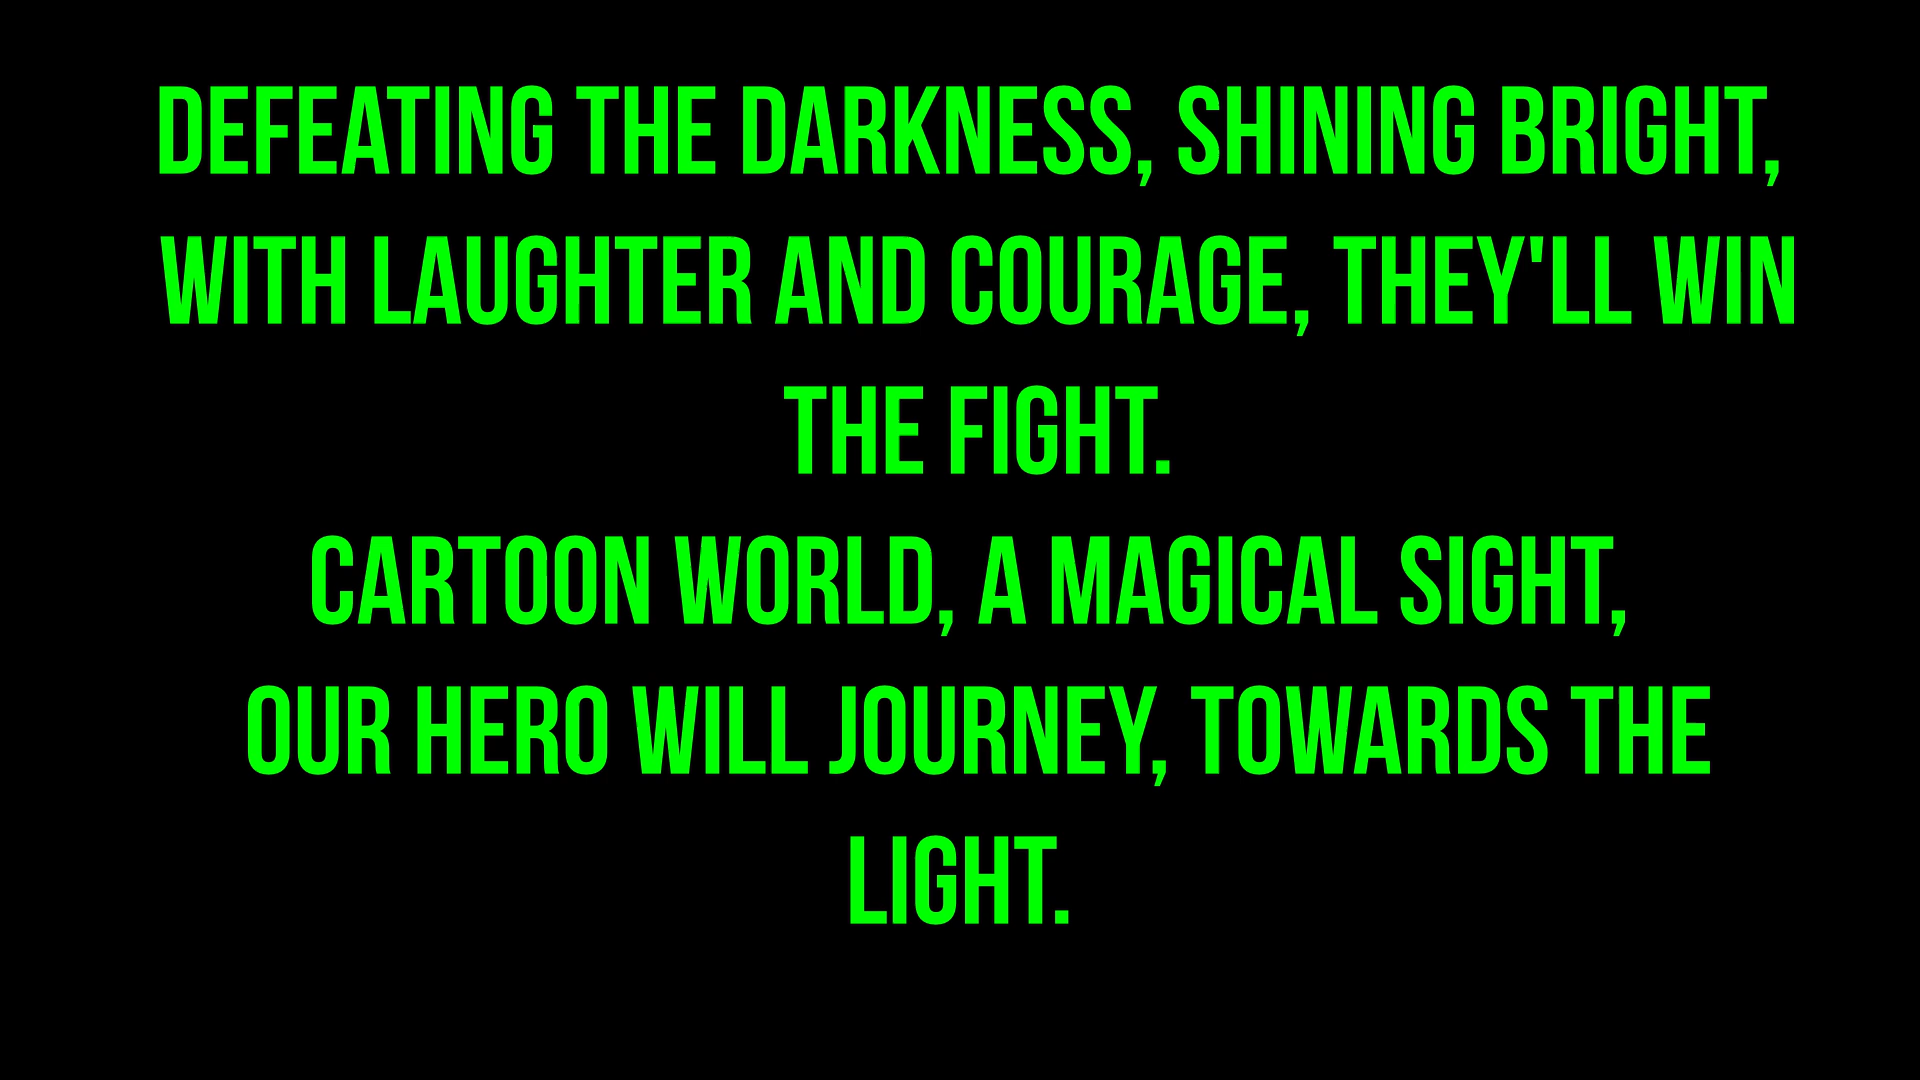 DEFEATING THE DARKNESS, SHINING BRIGHT,
WITH LAUGHTER AND COURAGE, THEY'LL WIN
THE FIGHT.
CARTOON WORLD, A MAGICAL SIGHT,
OUR HERO WILL JOURNEY, TOWARDS THE
LIGHT.